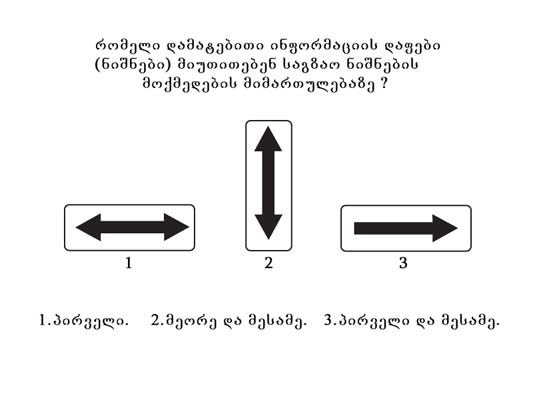 რომელი დამატებითი ინფორმაციის დაფები
(ნიშნები) მიუთითებენ საგზაო ნიშნების
მოქმედების მიმართულებაზე ?
1
2
3
1.პირველი. 2.მეორე და მესამე. 3.პირველი და მესამე.